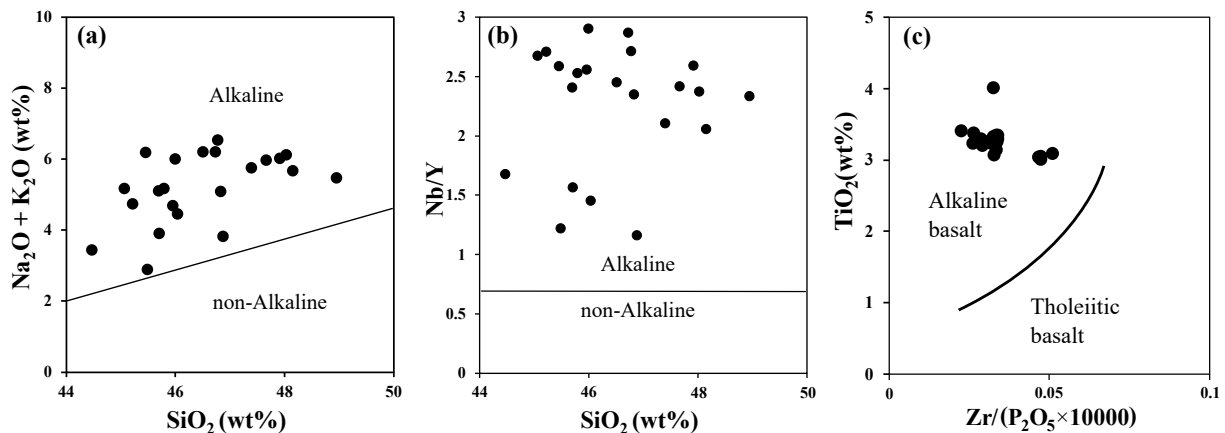 (a)
Alkaline
non-Alkaline
Na₂O + K₂O (wt%)
0
2
4
6
8
10
44
46
48
50
SiO₂ (wt%)
(b)
Alkaline
non-Alkaline
Nb/Y
0
0.5
1
1.5
2
2.5
3
44
46
48
50
SiO₂ (wt%)
(c)
Alkaline
basalt
Tholeiitic
basalt
TiO₂(wt%)
0
1
2
3
4
5
0
0.05
0.1
Zr/(P₂O₅×10000)